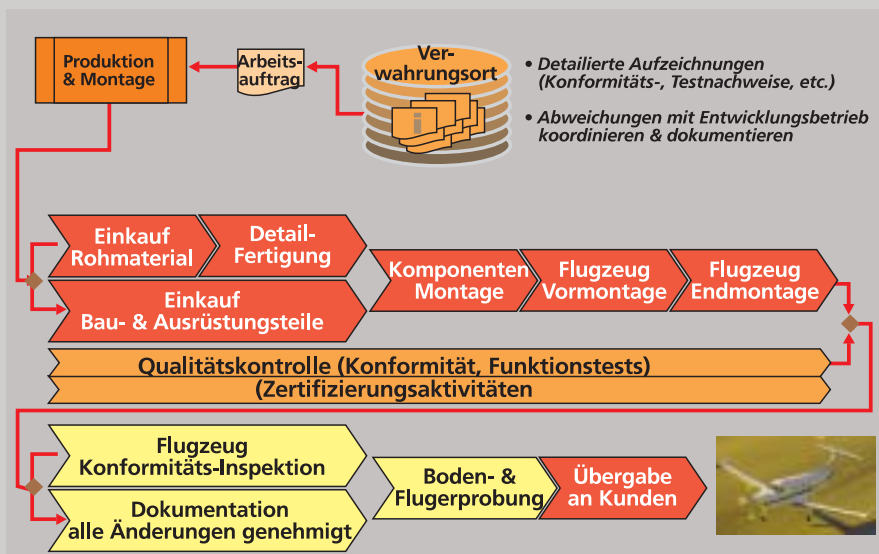 Produktion
& Montage
Arbeits-
auftrag
Ver-
wahrungsort
• Detailierte Aufzeichnungen
(Konformitäts-, Testnachweise, etc.)
• Abweichungen mit Entwicklungsbetrieb
koordinieren & dokumentieren
Einkauf
Rohmaterial
Detail-
Fertigung
Einkauf
Bau- & Ausrüstungsteile
Komponenten
Montage
Flugzeug
Vormontage
Flugzeug
Endmontage
Qualitätskontrolle (Konformität, Funktionstests)
(Zertifizierungsaktivitäten
Flugzeug
Konformitäts-Inspektion
Dokumentation
alle Änderungen genehmigt
Boden- &
Flugerprobung
Übergabe
an Kunden